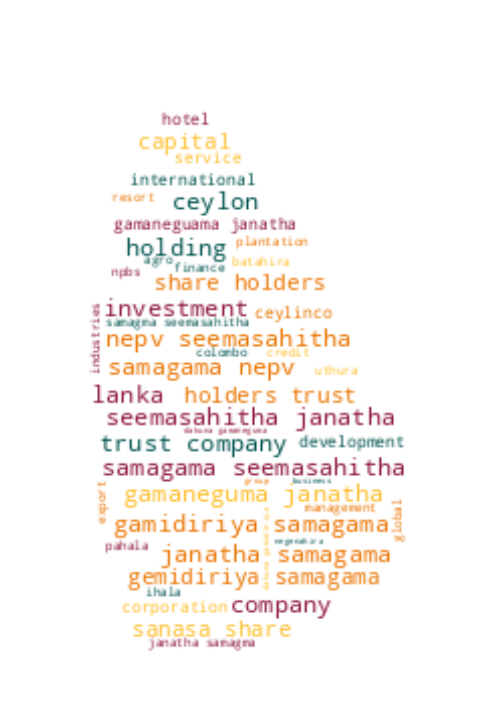 hotel
capital
service
international
resort ceylon
gamaneguama janatha
holding plantation
agro batahira
npbs finance
share holders
industries investment ceylinco
samagma seemasahitha
nepv seemasahitha
colombo credit
samagama nepv uthura
lanka holders trust
seemasahitha janatha
dakuna gamaneguma
trust company development
samagama seemasahitha
group business
export gamaneguma janatha
management
gamidiriya samagama global
negenahira
pahala janatha samagama
gemidiriya samagama
ihala
corporation company
sanasa share
janatha samagma